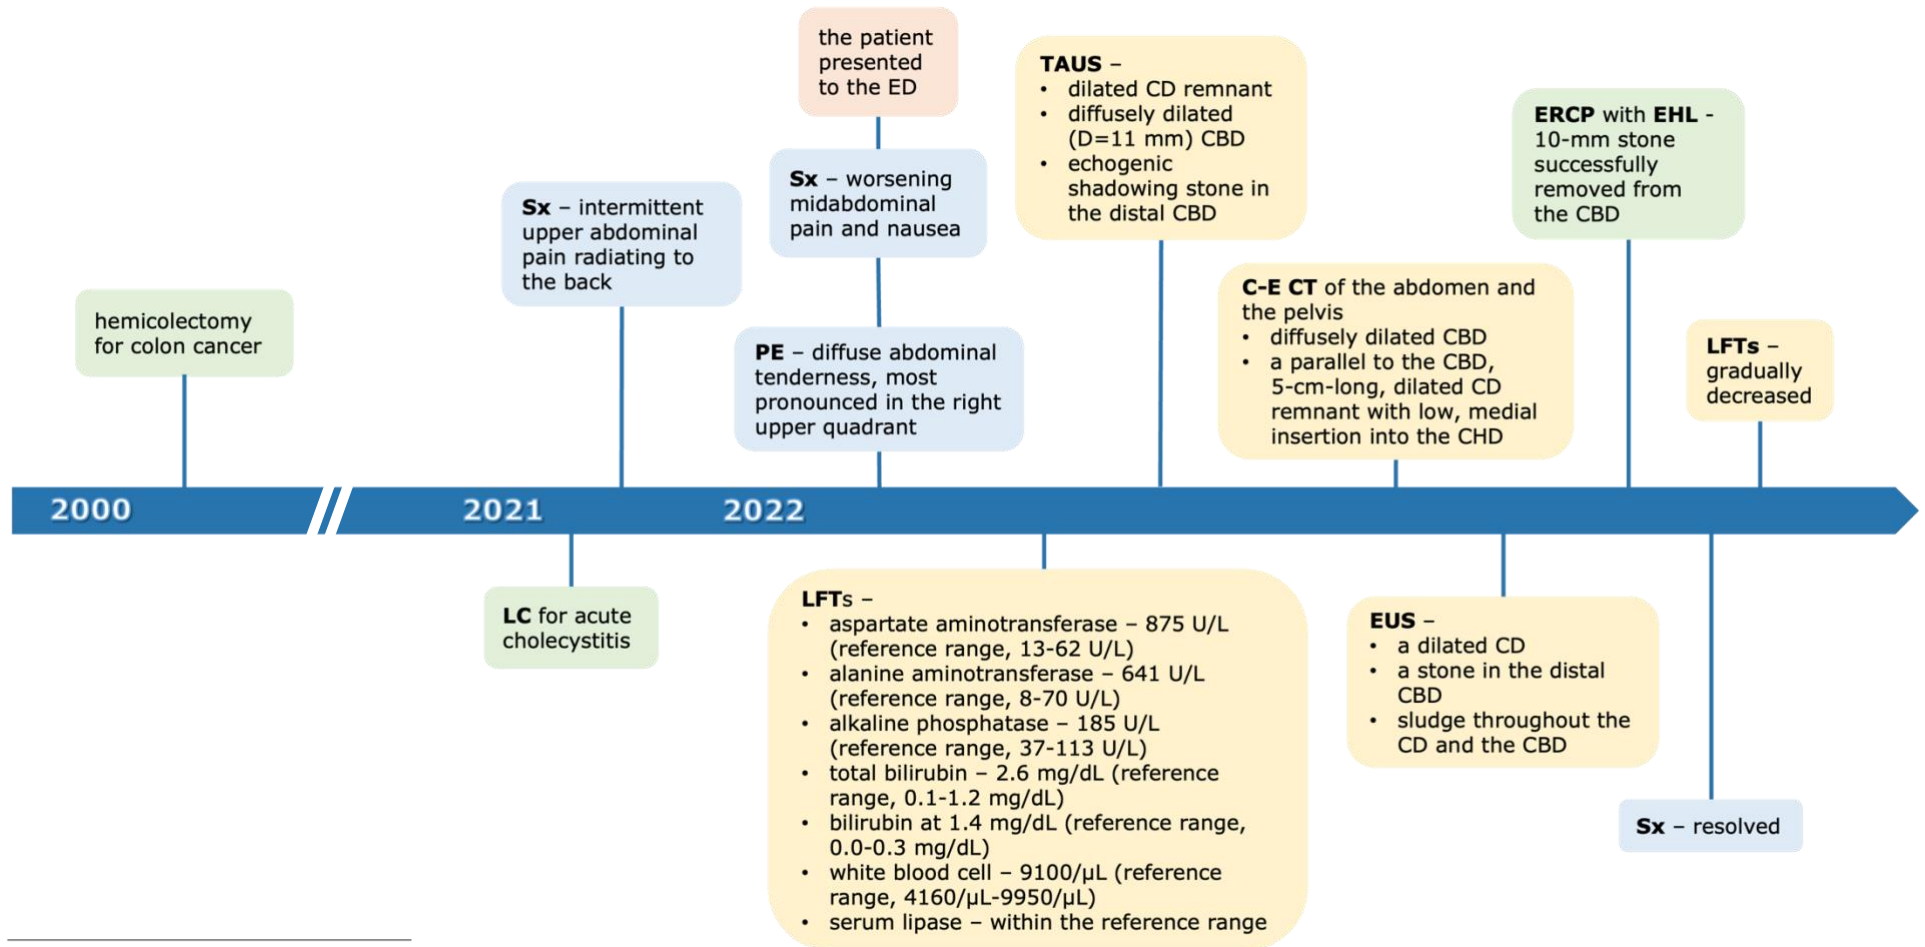 the patient
presented
to the ED
TAUS –
• dilated CD remnant
• diffusely dilated
(D=11 mm) CBD
• echogenic
shadowing stone in
the distal CBD
ERCP with EHL -
10-mm stone
successfully
removed from
the CBD
Sx – worsening
midabdominal
pain and nausea
Sx – intermittent
upper abdominal
pain radiating to
the back
C-E CT of the abdomen and
the pelvis
• diffusely dilated CBD
• a parallel to the CBD,
5-cm-long, dilated CD
remnant with low, medial
insertion into the CHD
hemicolectomy
for colon cancer
PE – diffuse abdominal
tenderness, most
pronounced in the right
upper quadrant
LFTs –
gradually
decreased
2000
2021
2022
LC for acute
cholecystitis
LFTs –
• aspartate aminotransferase – 875 U/L
(reference range, 13-62 U/L)
• alanine aminotransferase – 641 U/L
(reference range, 8-70 U/L)
• alkaline phosphatase – 185 U/L
(reference range, 37-113 U/L)
• total bilirubin – 2.6 mg/dL (reference
range, 0.1-1.2 mg/dL)
• bilirubin at 1.4 mg/dL (reference range,
0.0-0.3 mg/dL)
• white blood cell – 9100/μL (reference
range, 4160/μL-9950/μL)
• serum lipase – within the reference range
EUS –
• a dilated CD
• a stone in the distal
CBD
• sludge throughout the
CD and the CBD
Sx – resolved